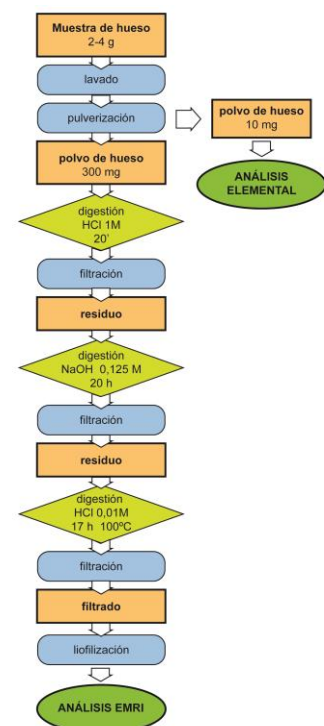 Muestra de hueso
2-4 g
lavado
pulverización
polvo de hueso
10 mg
ANÁLISIS
ELEMENTAL
polvo de hueso
300 mg
digestión
HCl 1M
20'
filtración
residuo
digestión
NaOH 0,125 M
20 h
filtración
residuo
digestión
HCl 0,01M
17 h 100ºC
filtración
filtrado
liofilización
ANÁLISIS EMRI